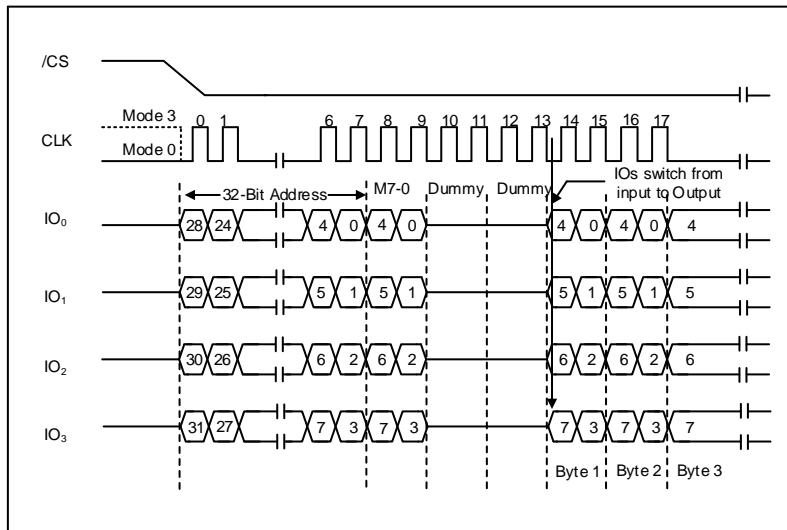 /CS
Mode 3
CLK
Mode 0
0 1 6 7 8 9 10 11 12 13 14 15 16 17
32-Bit Address
M7-0
Dummy
Dummy
IOs switch from
input to Output
IO0 28 24 4 0 4 0 4 0 4 0 4
IO1 29 25 5 1 5 1 5 1 5 1 5
IO2 30 26 6 2 6 2 6 2 6 2 6
IO3 31 27 7 3 7 3 7 3 7 3 7
Byte 1 Byte 2 Byte 3